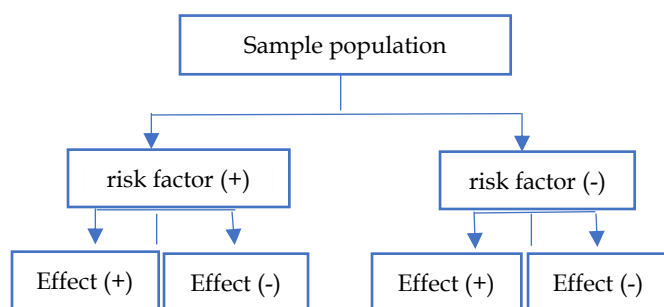 Sample population
risk factor (+)
risk factor (-)
Effect (+)
Effect (-)
Effect (+)
Effect (-)